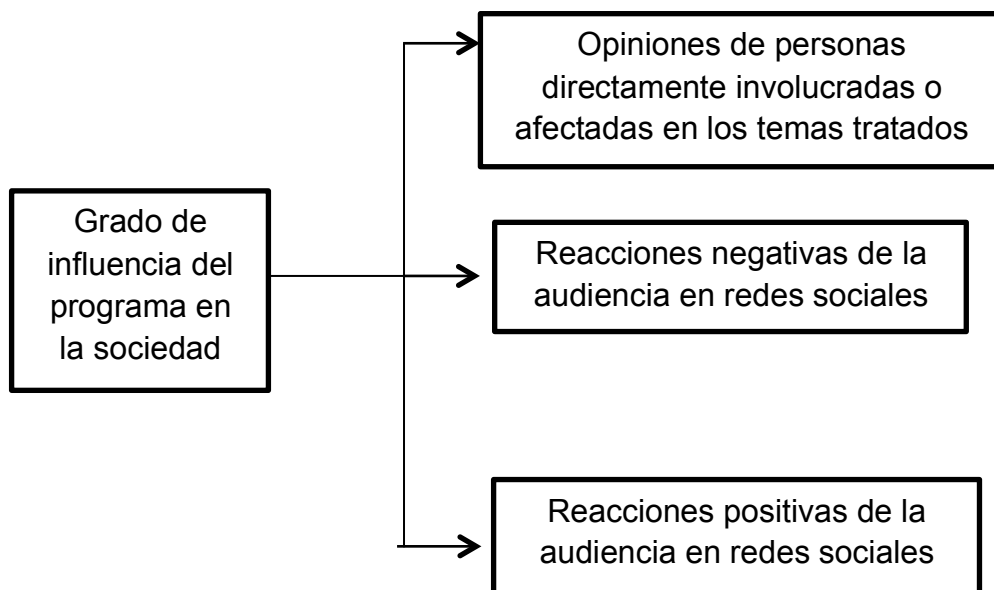 Opiniones de personas
directamente involucradas o
afectadas en los temas tratados
Grado de
influencia del
programa en
la sociedad
Reacciones negativas de la
audiencia en redes sociales
Reacciones positivas de la
audiencia en redes sociales